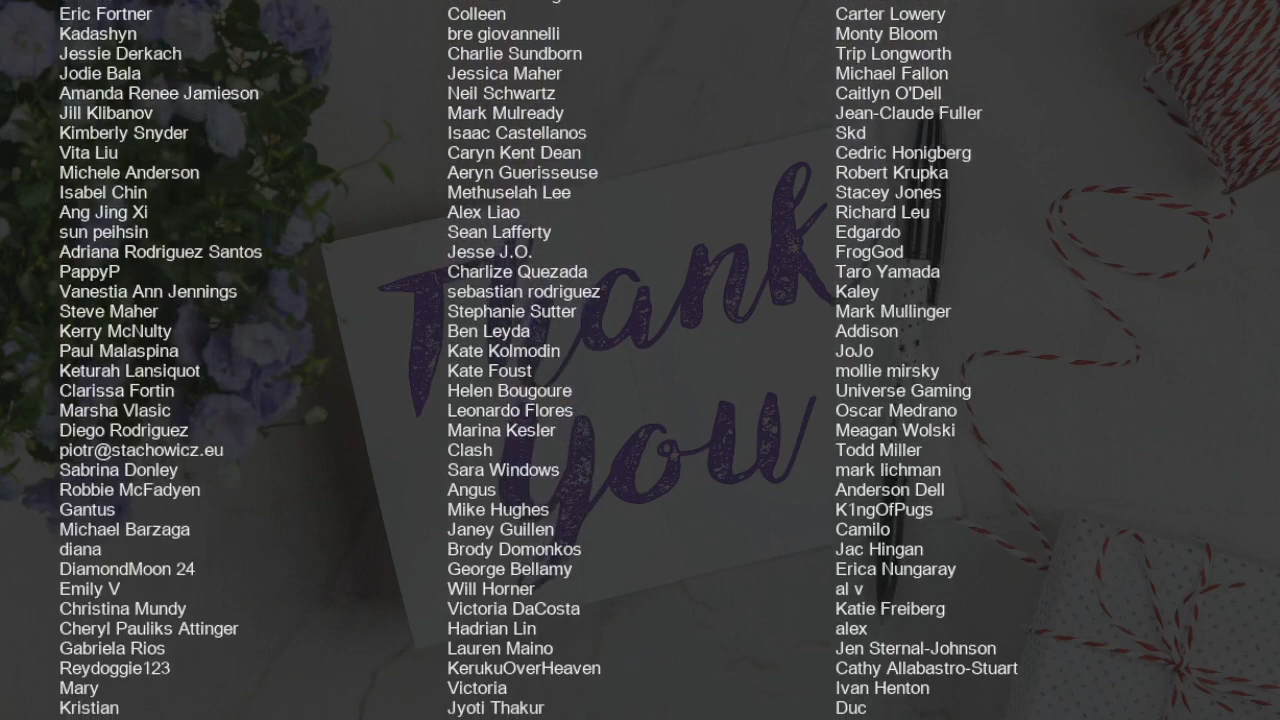 Eric Fortner
Kadashyn
Jessie Derkach
Jodie Bala
Amanda Renee Jamieson
Jill Klibanov
Kimberly Snyder
Vita Liu
Michele Anderson
Isabel Chin
Ang Jing Xi
sun peihsin
Adriana Rodriguez Santos
PappyP
Vanestia Ann Jennings
Steve Maher
Kerry McNulty
Paul Malaspina
Keturah Lansiquot
Clarissa Fortin
Marsha Vlasic
Diego Rodriguez
piotr@stachowicz.eu
Sabrina Donley
Robbie McFadyen
Gantus
Michael Barzaga
diana
DiamondMoon 24
Emily V
Christina Mundy
Cheryl Pauliks Attinger
Gabriela Rios
Reydoggie123
Mary
Kristian
Colleen
bre giovannelli
Charlie Sundborn
Jessica Maher
Neil Schwartz
Mark Mulready
Isaac Castellanos
Caryn Kent Dean
Aeryn Guerisseuse
Methuselah Lee
Alex Liao
Sean Lafferty
Jesse J.O.
Charlize Quezada
sebastian rodriguez
Stephanie Sutter
Ben Leyda
Kate Kolmodin
Kate Foust
Helen Bougoure
Leonardo Flores
Marina Kesler
Clash
Sara Windows
Angus
Mike Hughes
Janey Guillen
Brody Domonkos
George Bellamy
Will Horner
Victoria DaCosta
Hadrian Lin
Lauren Maino
KerukuOverHeaven
Victoria
Jyoti Thakur
Carter Lowery
Monty Bloom
Trip Longworth
Michael Fallon
Caitlyn O'Dell
Jean-Claude Fuller
Skd
Cedric Honigberg
Robert Krupka
Stacey Jones
Richard Leu
Edgardo
FrogGod
Taro Yamada
Kaley
Mark Mullinger
Addison
JoJo
mollie mirsky
Universe Gaming
Oscar Medrano
Meagan Wolski
Todd Miller
mark lichman
Anderson Dell
K1ngOfPugs
Camilo
Jac Hingan
Erica Nungaray
al v
Katie Freiberg
alex
Jen Sternal-Johnson
Cathy Allabastro-Stuart
Ivan Henton
Duc
Thank
you